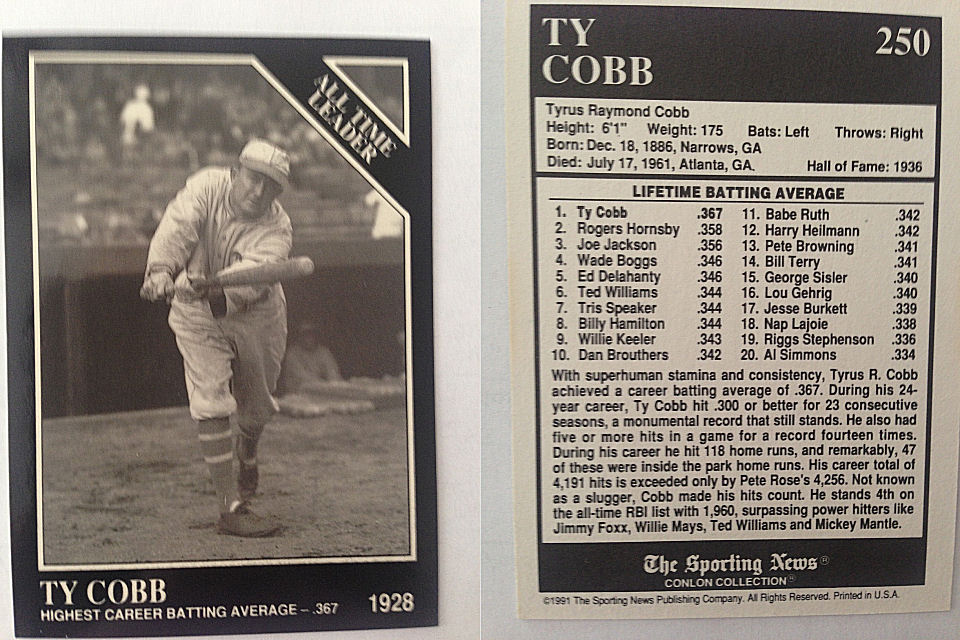 ALL TIME
LEADER
TY COBB
HIGHEST CAREER BATTING AVERAGE – .367
1928
TY
COBB
250
Tyrus Raymond Cobb
Height: 6'1" Weight: 175 Bats: Left Throws: Right
Born: Dec. 18, 1886, Narrows, GA
Died: July 17, 1961, Atlanta, GA. Hall of Fame: 1936
LIFETIME BATTING AVERAGE
1. Ty Cobb .367 11. Babe Ruth .342
2. Rogers Hornsby .358 12. Harry Heilmann .342
3. Joe Jackson .356 13. Pete Browning .341
4. Wade Boggs .346 14. Bill Terry .341
5. Ed Delahanty .346 15. George Sisler .340
6. Ted Williams .344 16. Lou Gehrig .340
7. Tris Speaker .344 17. Jesse Burkett .339
8. Billy Hamilton .344 18. Nap Lajoie .338
9. Willie Keeler .343 19. Riggs Stephenson .336
10. Dan Brouthers .342 20. Al Simmons .334
With superhuman stamina and consistency, Tyrus R. Cobb
achieved a career batting average of .367. During his 24-
year career, Ty Cobb hit .300 or better for 23 consecutive
seasons, a monumental record that still stands. He also had
five or more hits in a game for a record fourteen times.
During his career he hit 118 home runs, and remarkably, 47
of these were inside the park home runs. His career total of
4,191 hits is exceeded only by Pete Rose's 4,256. Not known
as a slugger, Cobb made his hits count. He stands 4th on
the all-time RBI list with 1,960, surpassing power hitters like
Jimmy Foxx, Willie Mays, Ted Williams and Mickey Mantle.
The Sporting News®
CONLON COLLECTION®
©1991 The Sporting News Publishing Company. All Rights Reserved. Printed in U.S.A.